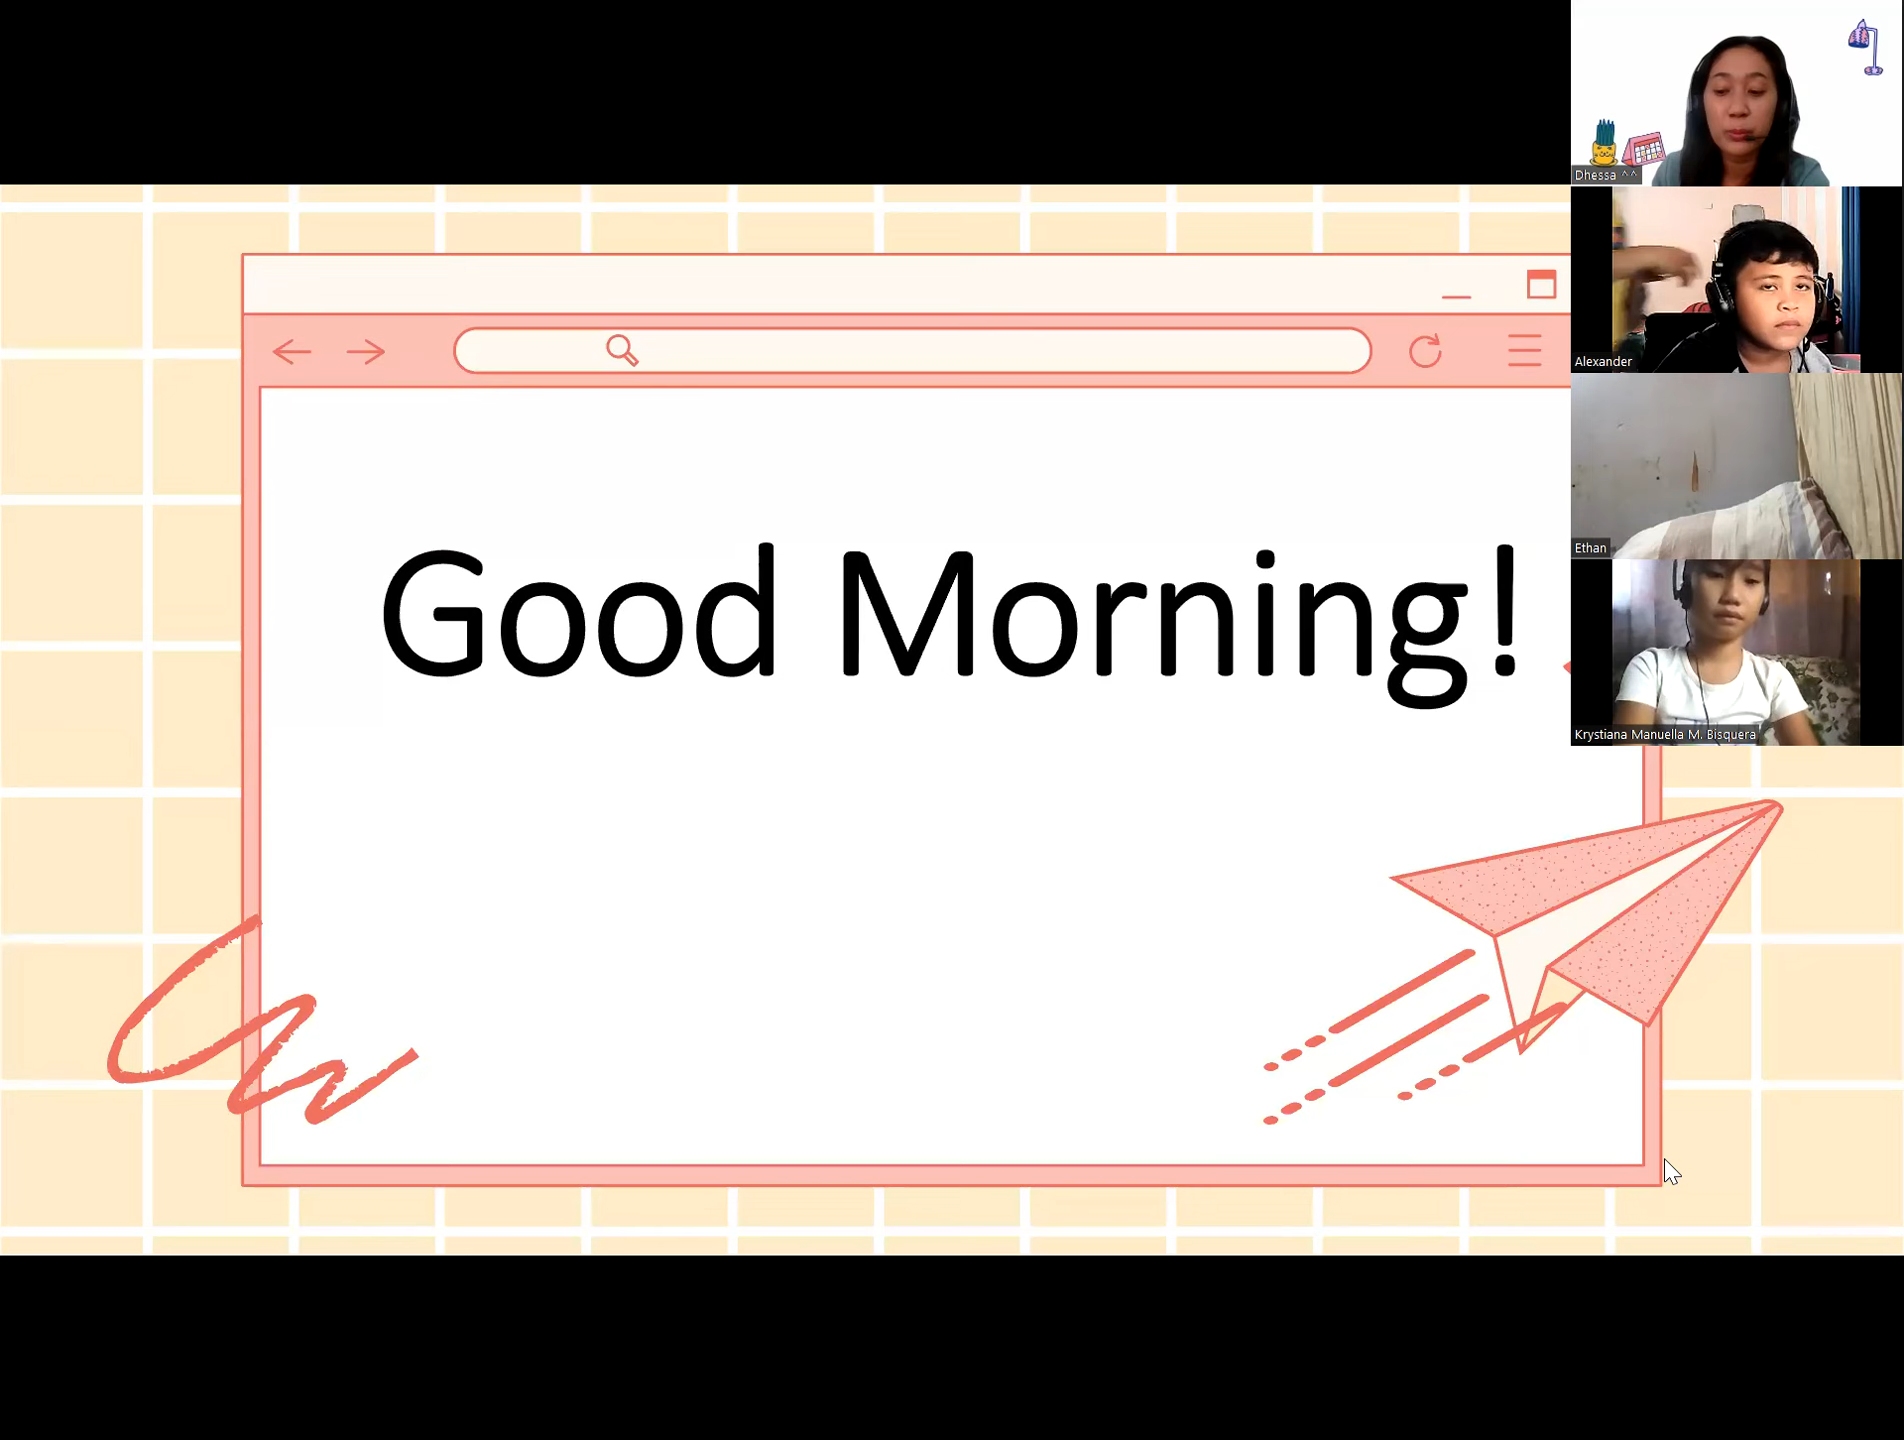 Good Morning!
Dhessa ^^
Alexander
Ethan
Krystiana Manuella M. Bisquera